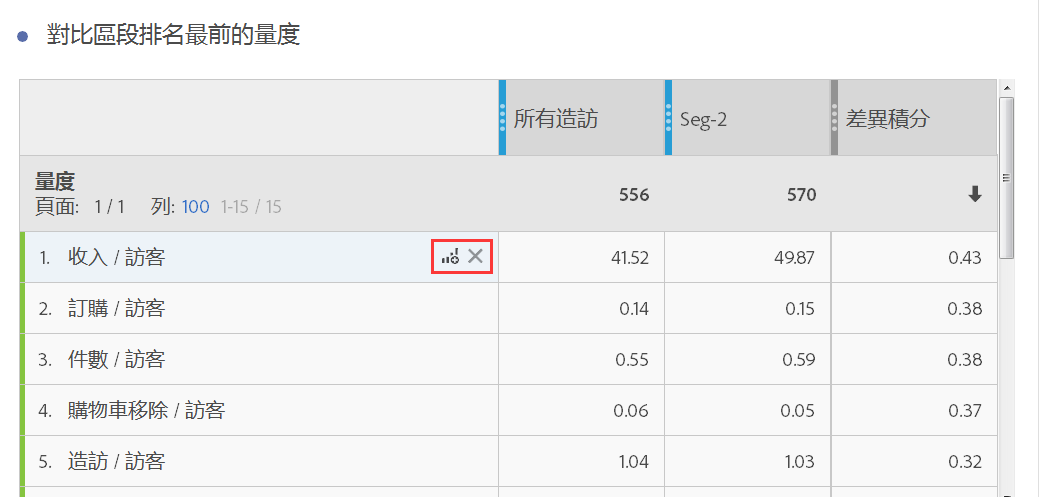 對比區段排名最前的量度
所有造訪 Seg-2 差異積分
量度
頁面: 1 / 1 列: 100 1-15 / 15 556 570
1. 收入 / 訪客 41.52 49.87 0.43
2. 訂購 / 訪客 0.14 0.15 0.38
3. 件數 / 訪客 0.55 0.59 0.38
4. 購物車移除 / 訪客 0.06 0.05 0.37
5. 造訪 / 訪客 1.04 1.03 0.32